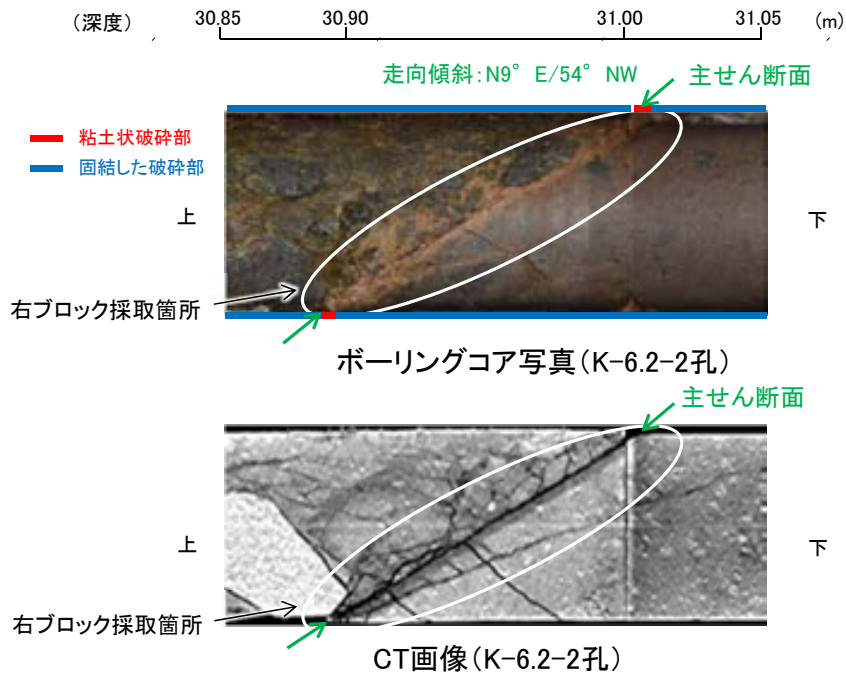 （深度）
30.85
30.90
31.00
31.05
(m)
走向傾斜：N9° E/54° NW
主せん断面
粘土状破砕部
固結した破砕部
上
下
右ブロック採取箇所
ボーリングコア写真（K-6.2-2孔）
主せん断面
上
下
右ブロック採取箇所
CT画像（K-6.2-2孔）